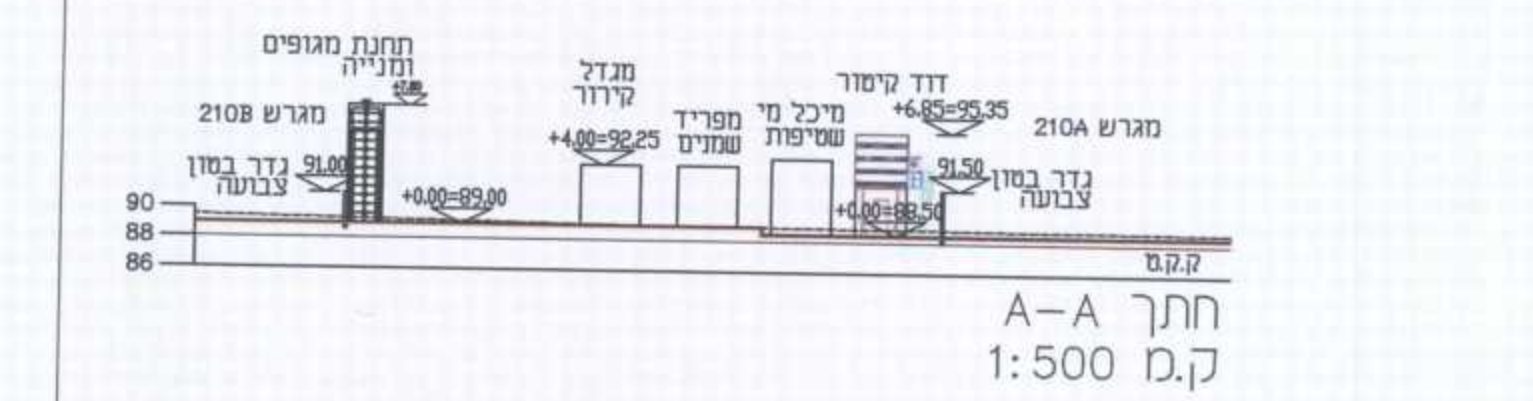 תחנת מגופים
ומנייה
מגרש 210B
גדר בטון
צבועה
91.00
+0.00=89.00
מגדל
קירור
+4.00=92.25
מפריד
שמנים
מיכל מי
שטיפות
דוד קיטור
+6.85=95.35
+0.00=88.50
91.50
גדר בטון
צבועה
מגרש 210A
90
88
86
ק.ק.ט
חתך A-A
ק.מ 1:500